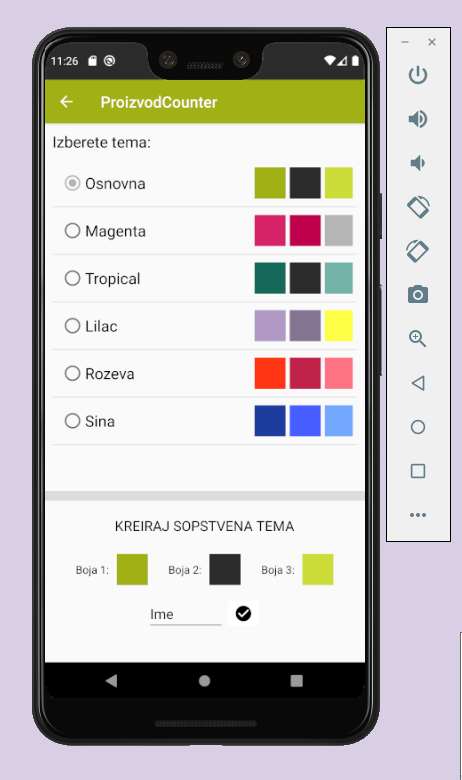 11:26
ProizvodCounter
Izberete tema:
Osnovna
Magenta
Tropical
Lilac
Rozeva
Sina
KREIRAJ SOPSTVENA TEMA
Boja 1: Boja 2: Boja 3:
Ime